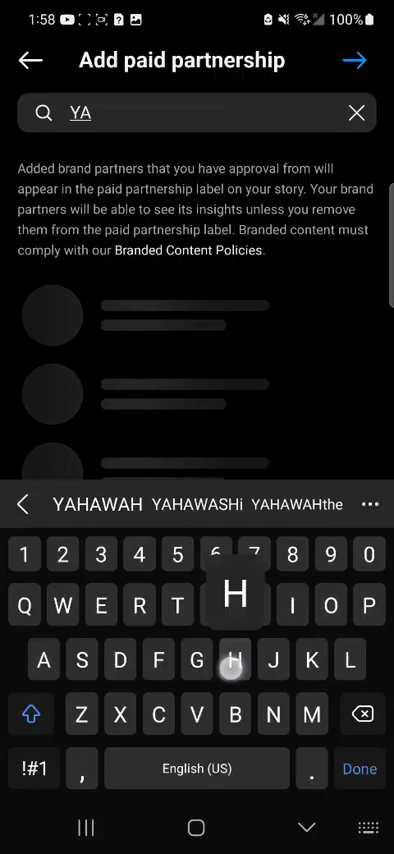 1:58 100%
Add paid partnership
YA
Added brand partners that you have approval from will
appear in the paid partnership label on your story. Your brand
partners will be able to see its insights unless you remove
them from the paid partnership label. Branded content must
comply with our Branded Content Policies.
YAHAWAH YAHAWASHi YAHAWAHthe
1 2 3 4 5 6 7 8 9 0
Q W E R T H I O P
A S D F G H J K L
Z X C V B N M
!#1 , English (US) . Done